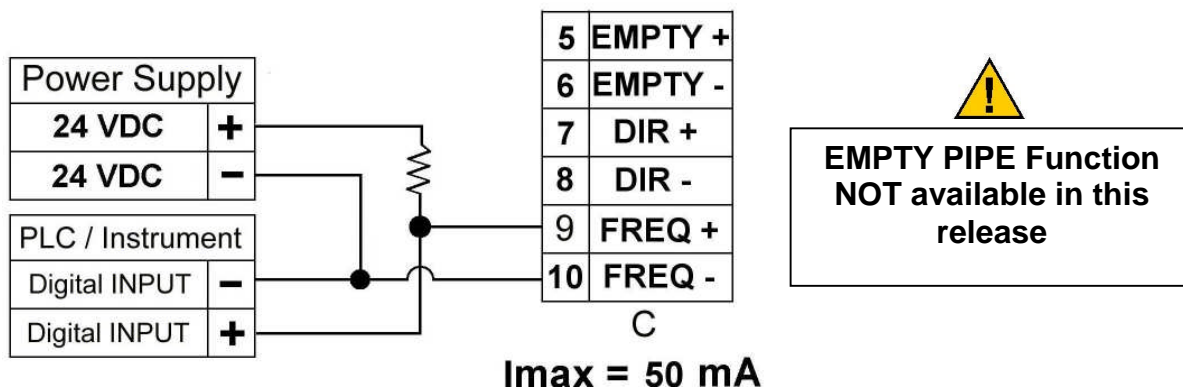 Power Supply
24 VDC +
24 VDC -
PLC / Instrument
Digital INPUT -
Digital INPUT +
5 EMPTY +
6 EMPTY -
7 DIR +
8 DIR -
9 FREQ +
10 FREQ -
C
Imax = 50 mA
!
EMPTY PIPE Function
NOT available in this
release